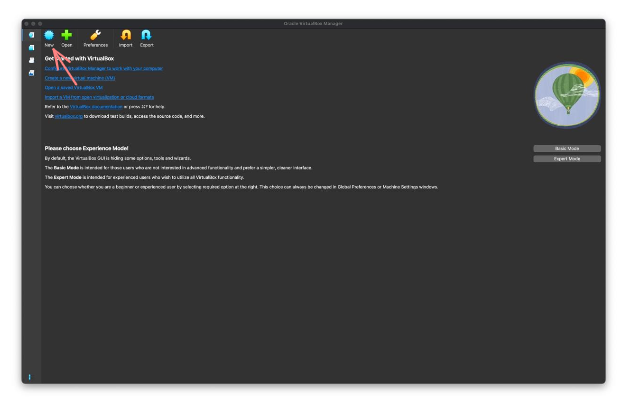 Oracle VirtualBox Manager
New Open Preferences Import Export
Get started with VirtualBox
VirtualBox Manager to work with your computer
Create a new virtual machine (VM)
Open a saved VirtualBox VM
Import a VM from open virtualization or cloud formats
Refer to the VirtualBox documentation or press for help.
Visit virtualbox.org to download test builds, access the source code, and more.
Please choose Experience Mode!
By default, the VirtualBox GUI is hiding some options, tools and wizards.
Basic Mode
The Basic Mode is intended for those users who are not interested in advanced functionality and prefer a simpler, cleaner interface.
Expert Mode
The Expert Mode is intended for experienced users who wish to utilize all VirtualBox functionality.
You can choose whether you are a beginner or experienced user by selecting required option at the right. This choice can always be changed in Global Preferences or Machine Settings windows.